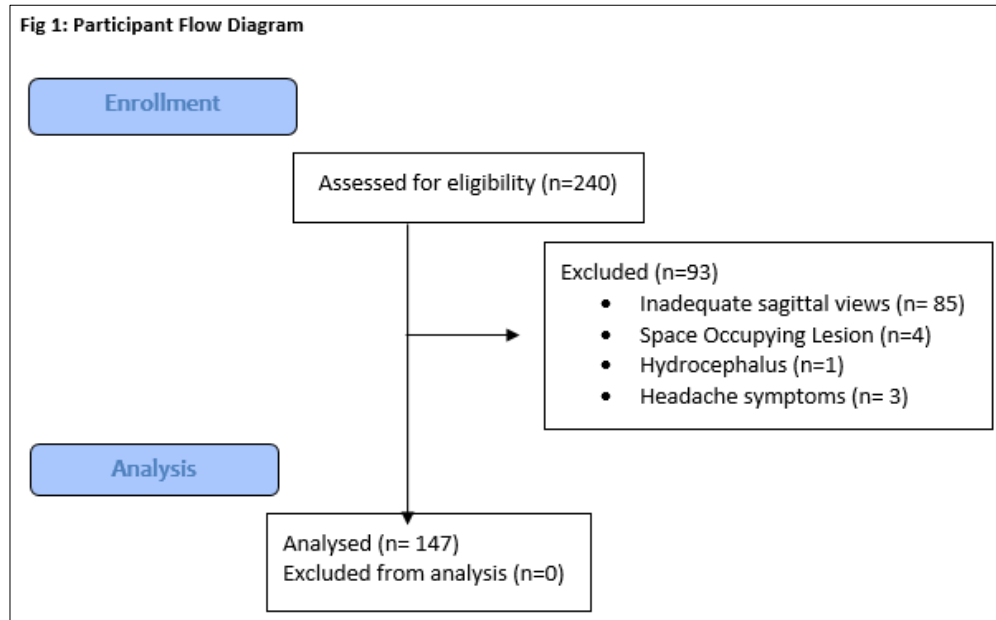 Fig 1: Participant Flow Diagram
Enrollment
Assessed for eligibility (n=240)
Excluded (n=93)
• Inadequate sagittal views (n= 85)
• Space Occupying Lesion (n=4)
• Hydrocephalus (n=1)
• Headache symptoms (n= 3)
Analysis
Analysed (n= 147)
Excluded from analysis (n=0)